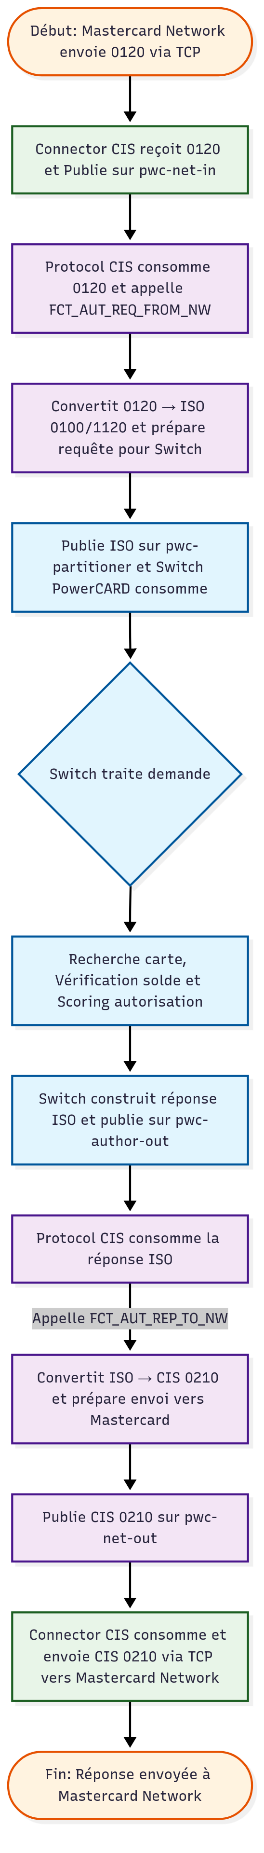 Début: Mastercard Network
envoie 0120 via TCP
Connector CIS reçoit 0120
et Publie sur pwc-net-in
Protocol CIS consomme
0120 et appelle
FCT_AUT_REQ_FROM_NW
Convertit 0120 → ISO
0100/1120 et prépare
requête pour Switch
Publie ISO sur pwc-
partitioner et Switch
PowerCARD consomme
Switch traite demande
Recherche carte,
Vérification solde et
Scoring autorisation
Switch construit réponse
ISO et publie sur pwc-
author-out
Protocol CIS consomme la
réponse ISO
Appelle FCT_AUT_REP_TO_NW
Convertit ISO → CIS 0210
et prépare envoi vers
Mastercard
Publie CIS 0210 sur pwc-
net-out
Connector CIS consomme et
envoie CIS 0210 via TCP
vers Mastercard Network
Fin: Réponse envoyée à
Mastercard Network